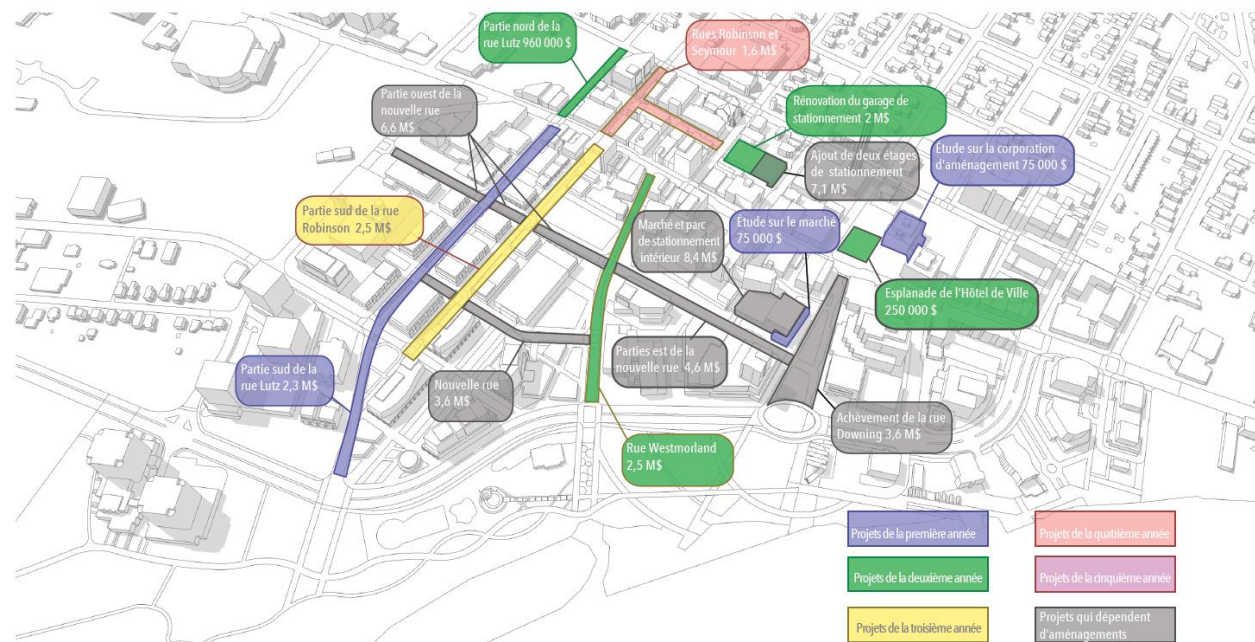 Partie nord de la
rue Lutz 960 000 $
Rues Robinson et
Seymour 1,6 M$
Partie ouest de la
nouvelle rue
6,6 M$
Rénovation du garage de
stationnement 2 M$
Ajout de deux étages
de stationnement
7,1 M$
Étude sur la corporation
d'aménagement 75 000 $
Partie sud de la rue
Robinson 2,5 M$
Marché et parc
de stationnement
intérieur 8,4 M$
Étude sur le marché
75 000 $
Esplanade de l'Hôtel de Ville
250 000 $
Partie sud de la
rue Lutz 2,3 M$
Nouvelle rue
3,6 M$
Parties est de la
nouvelle rue 4,6 M$
Achèvement de la rue
Downing 3,6 M$
Rue Westmorland
2,5 M$
Projets de la première année
Projets de la quatrième année
Projets de la deuxième année
Projets de la cinquième année
Projets de la troisième année
Projets qui dépendent
d'aménagements